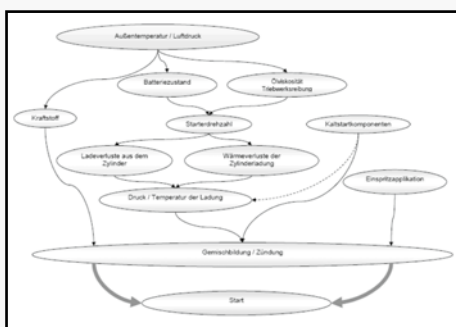 Außentemperatur / Luftdruck
Batteriezustand
Ölviskosität
Triebwerksreibung
Kraftstoff
Starterdrehzahl
Kaltstartkomponenten
Ladeverluste aus dem
Zylinder
Wärmeverluste der
Zylinderladung
Einspritzapplikation
Druck / Temperatur der Ladung
Gemischbildung / Zündung
Start